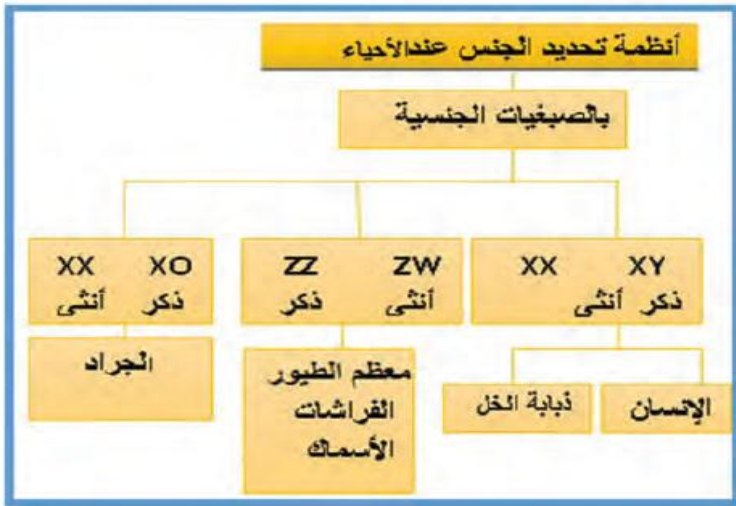 أنظمة تحديد الجنس عندالأحياء
بالصبغيات الجنسية
XX XY
ذكر أنثى
الإنسان
ذبابة الخل
ZZ ZW
أنثى ذكر
معظم الطيور
الفراشات
الأسماك
XX XO
ذكر أنثى
الجراد